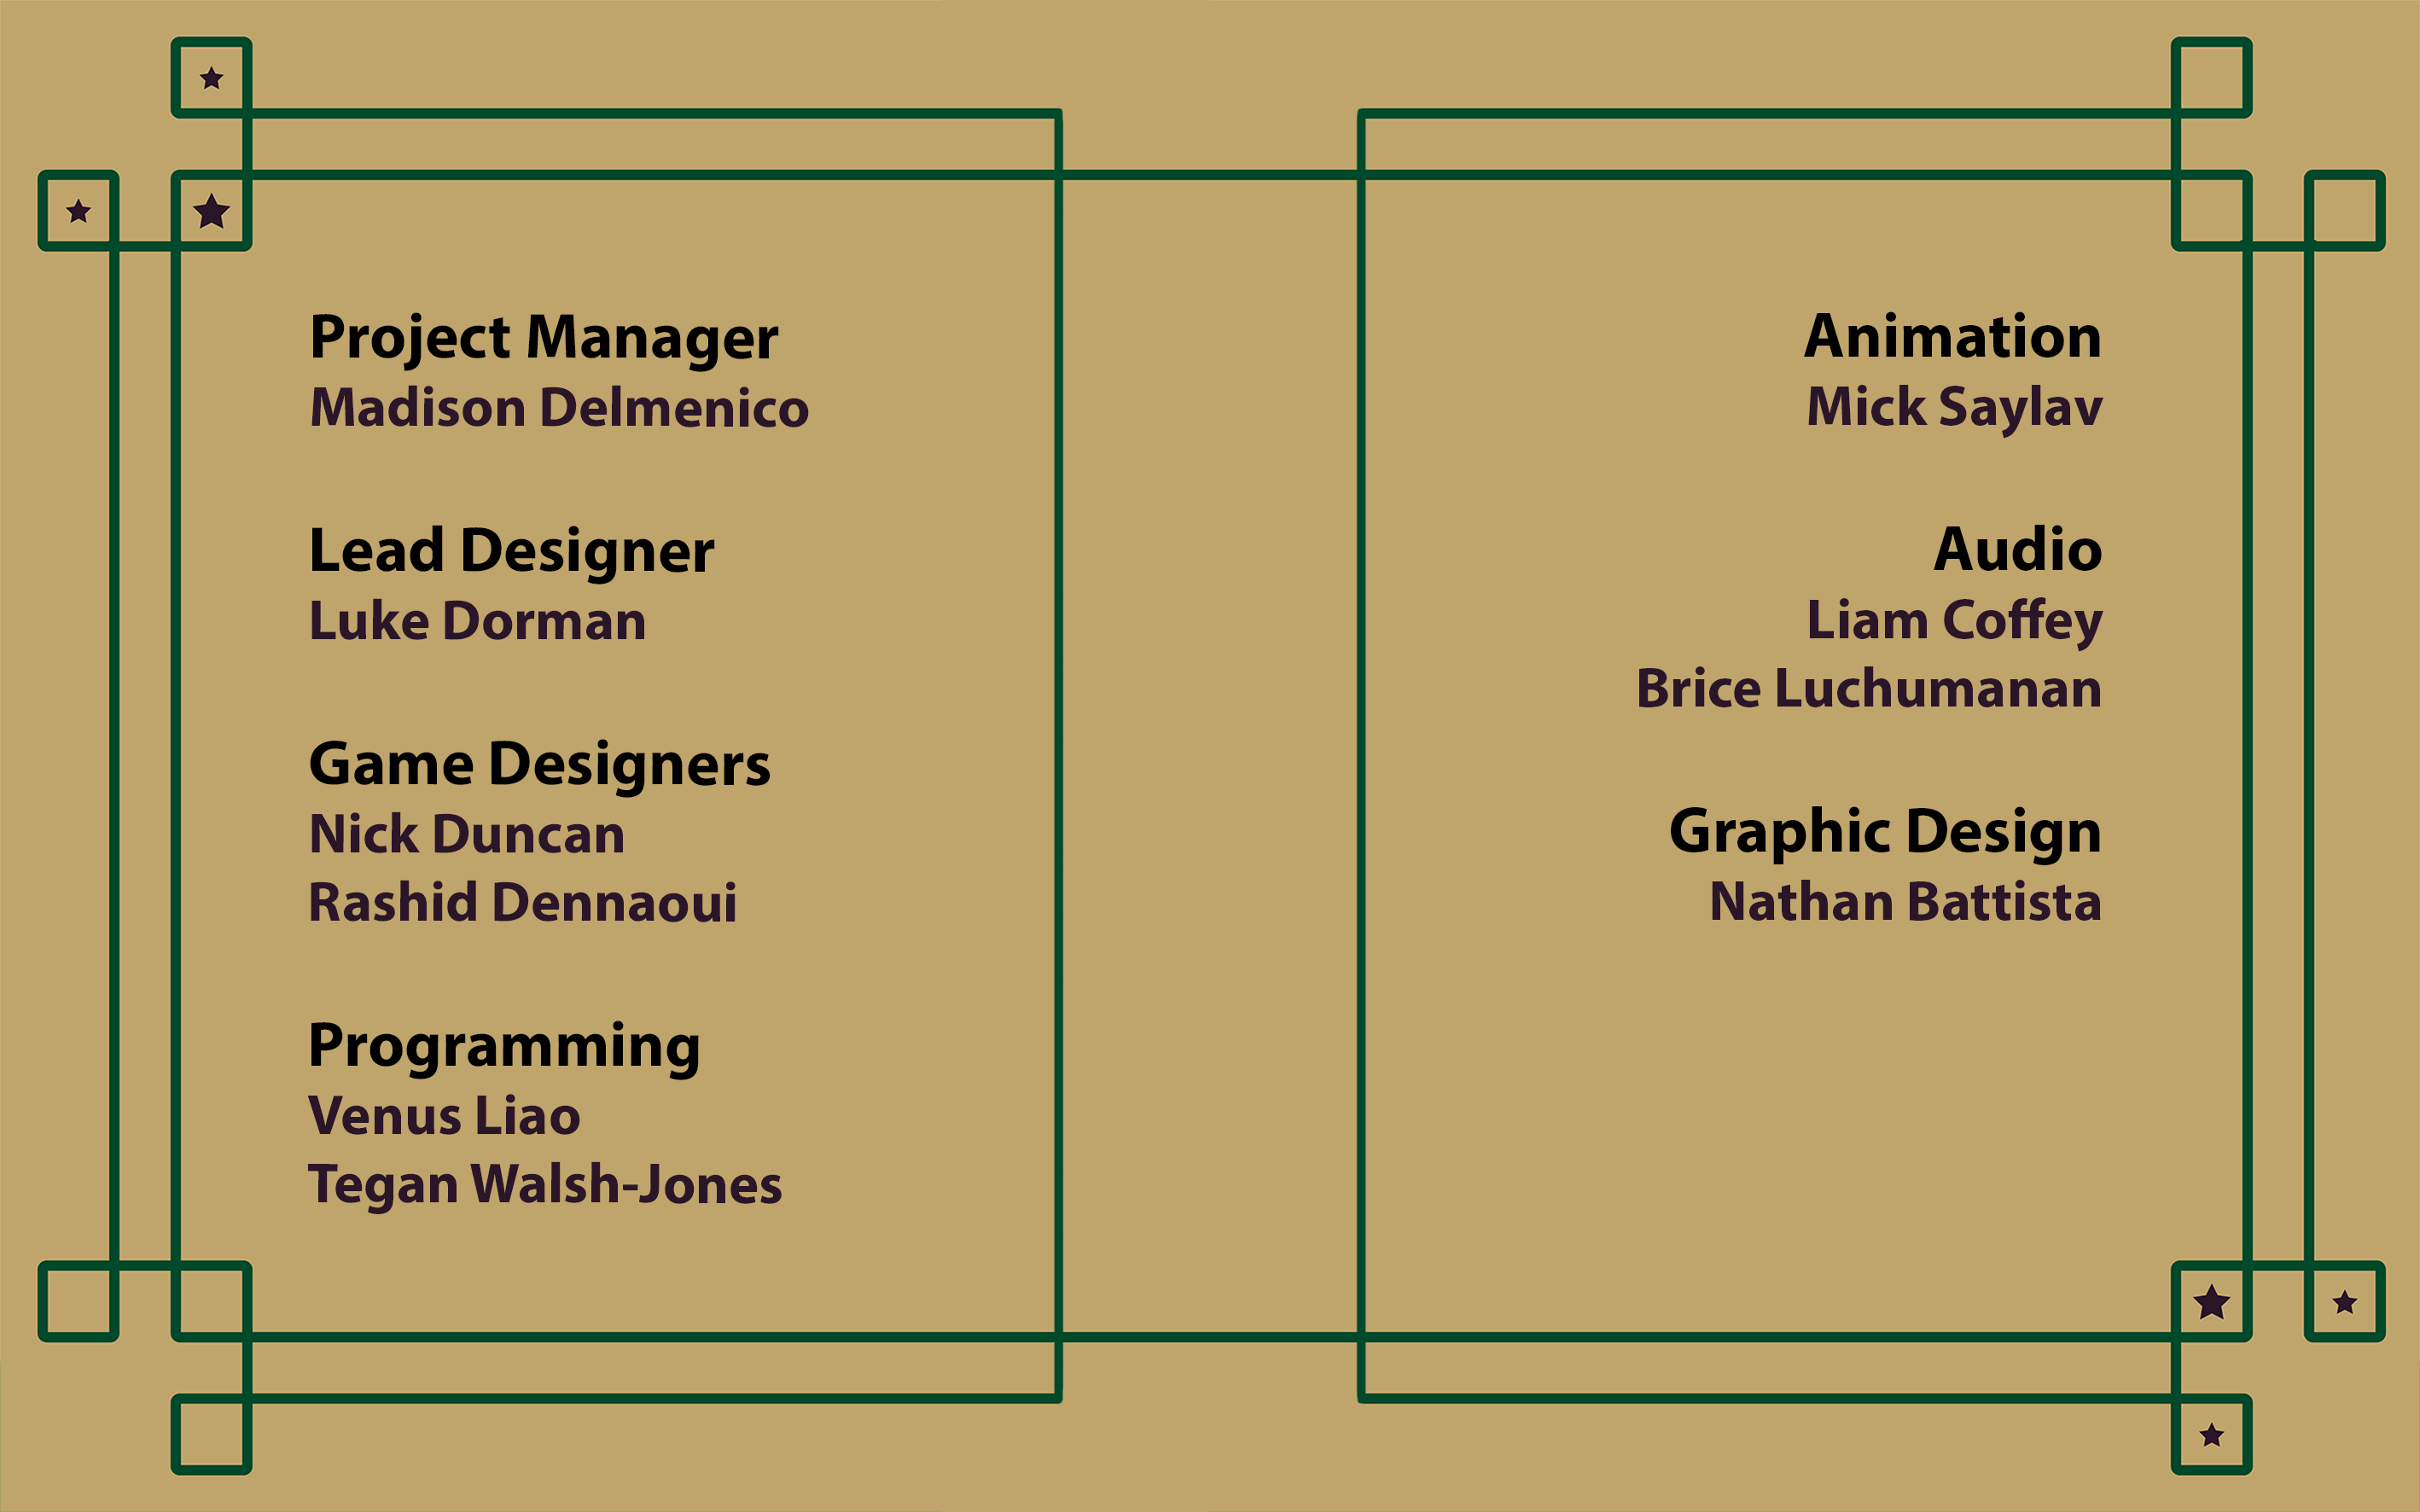 Project Manager
Madison Delmenico
Lead Designer
Luke Dorman
Game Designers
Nick Duncan
Rashid Dennaoui
Programming
Venus Liao
Tegan Walsh-Jones
Animation
Mick Saylav
Audio
Liam Coffey
Brice Luchumanan
Graphic Design
Nathan Battista